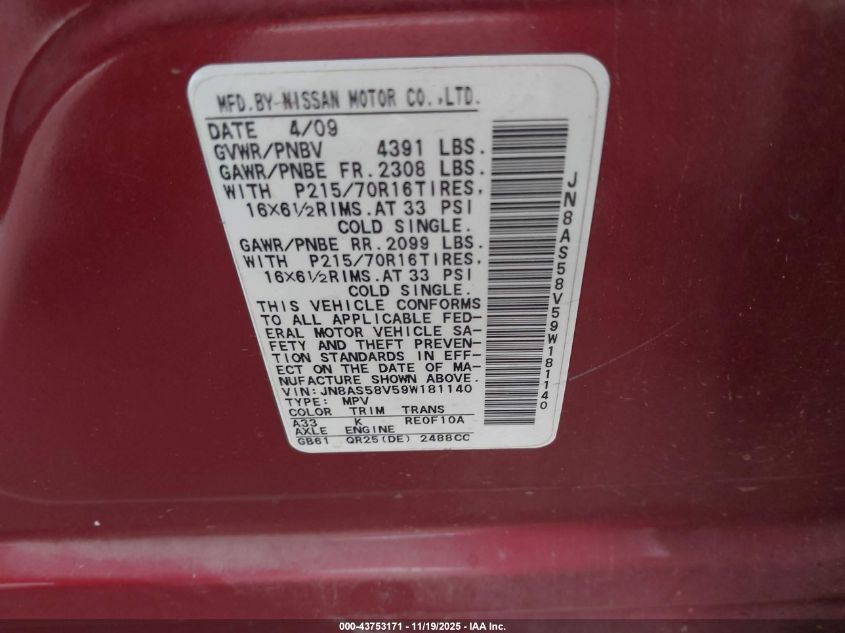 MFD.BY NISSAN MOTOR CO.,LTD.
DATE 4/09
GVWR/PNBV 4391 LBS.
GAWR/PNBE FR.2308 LBS.
WITH P215/70R16TIRES,
16×6½RIMS.AT 33 PSI
COLD SINGLE.
GAWR/PNBE RR.2099 LBS.
WITH P215/70R16TIRES,
16×6½RIMS.AT 33 PSI
COLD SINGLE.
THIS VEHICLE CONFORMS
TO ALL APPLICABLE FED-
ERAL MOTOR VEHICLE SA-
FETY AND THEFT PREVEN-
TION STANDARDS IN EFF-
ECT ON THE DATE OF MA-
NUFACTURE SHOWN ABOVE.
VIN:JN8AS58V59W181140
TYPE: MPV
COLOR TRIM TRANS
A33 K RE0F10A
AXLE ENGINE
GB61 QR25(DE) 2488CC
JN8AS58V59W181140
000-43753171 - 11/19/2025 - IAA Inc.